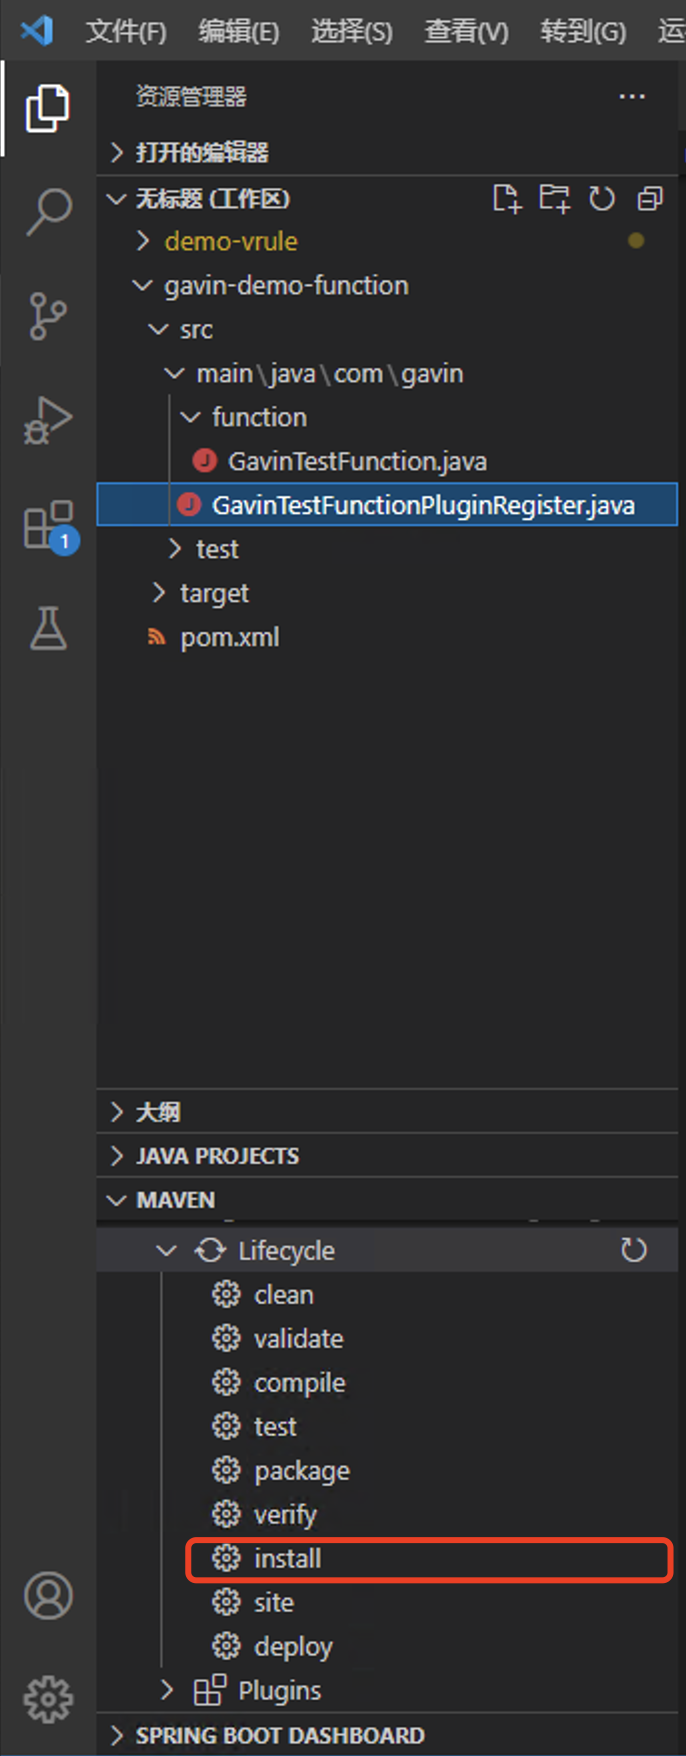 文件(F) 编辑(E) 选择(S) 查看(V) 转到(G) 运
资源管理器 ···
打开的编辑器
无标题 (工作区)
demo-vrule
gavin-demo-function
src
main\java\com\gavin
function
J GavinTestFunction.java
J GavinTestFunctionPluginRegister.java
test
1
target
pom.xml
大纲
JAVA PROJECTS
MAVEN
Lifecycle
clean
validate
compile
test
package
verify
install
site
deploy
Plugins
SPRING BOOT DASHBOARD